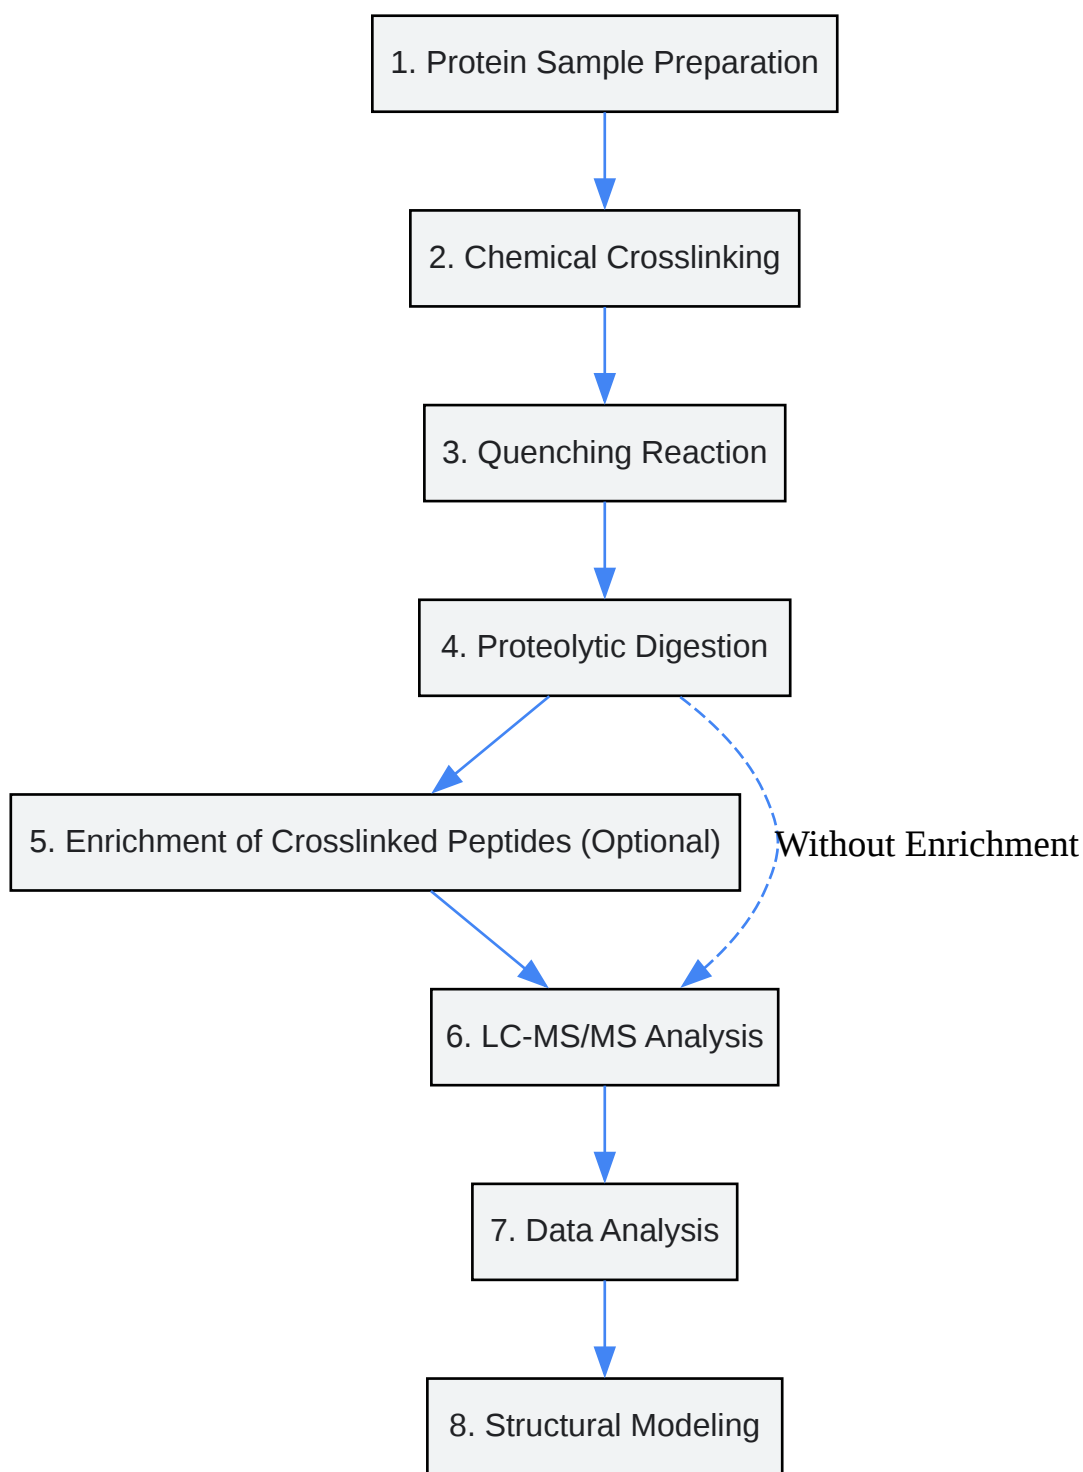 1. Protein Sample Preparation
2. Chemical Crosslinking
3. Quenching Reaction
4. Proteolytic Digestion
5. Enrichment of Crosslinked Peptides (Optional)
Without Enrichment
6. LC-MS/MS Analysis
7. Data Analysis
8. Structural Modeling